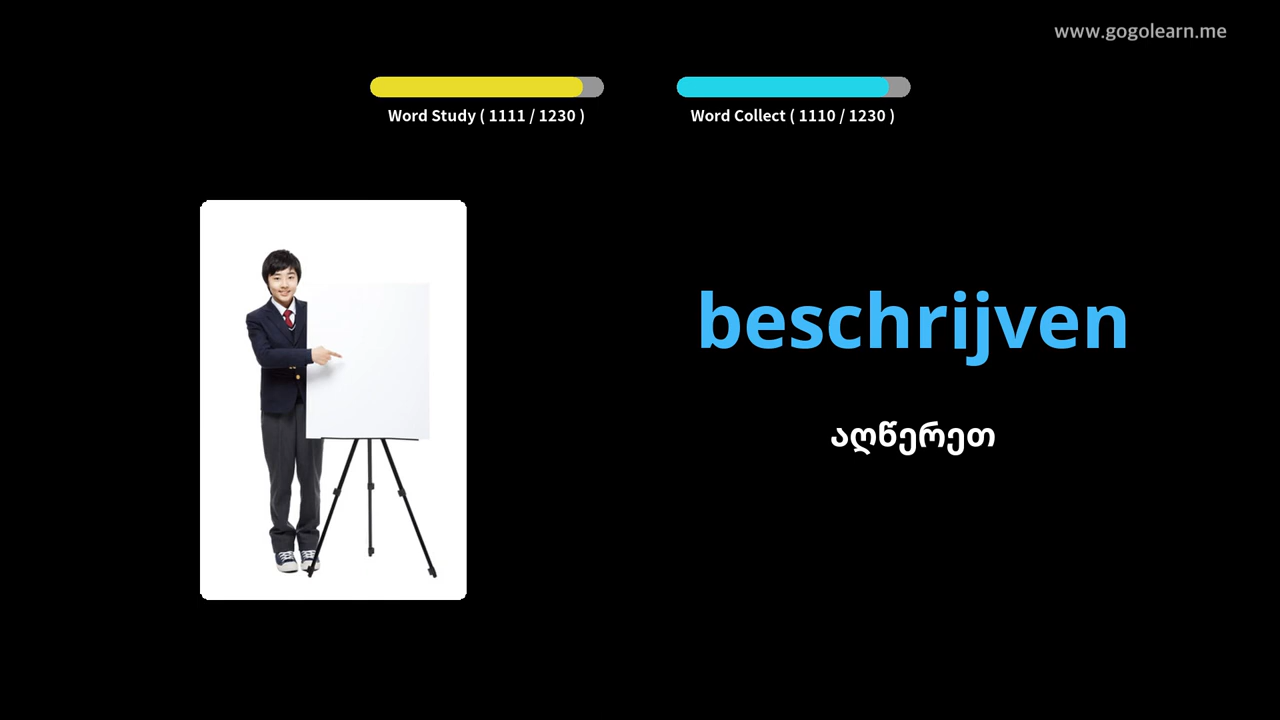 www.gogolearn.me
Word Study ( 1111 / 1230 )
Word Collect ( 1110 / 1230 )
beschrijven
აღწერეთ